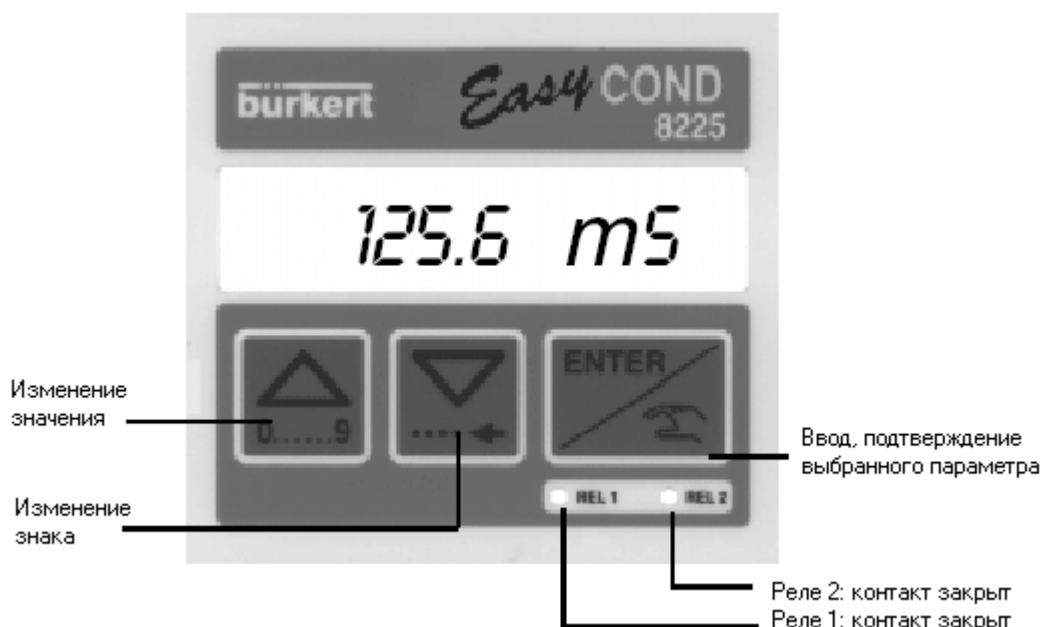 bürkert
Easy COND
8225
125.6 mS
Изменение
значения
0......9
ENTER
Ввод, подтверждение
выбранного параметра
REL 1 REL 2
Изменение
знака
Реле 2: контакт закрыт
Реле 1: контакт закрыт